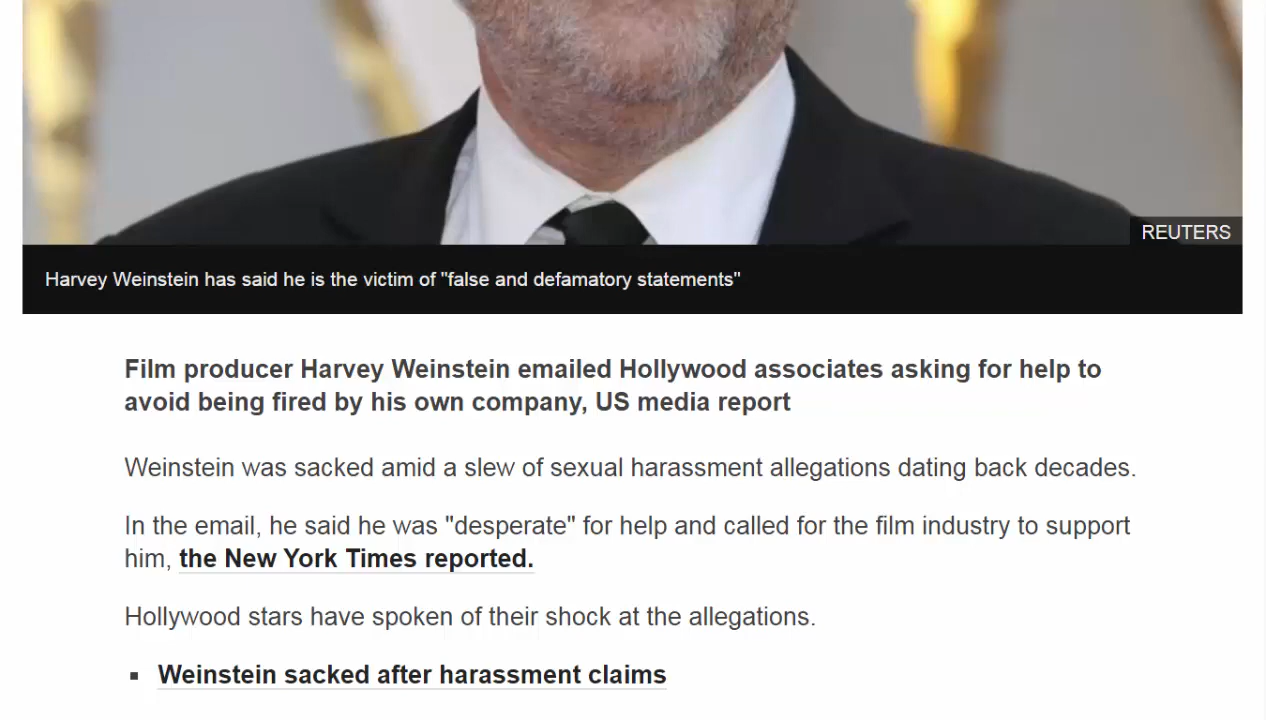 REUTERS
Harvey Weinstein has said he is the victim of "false and defamatory statements"
Film producer Harvey Weinstein emailed Hollywood associates asking for help to
avoid being fired by his own company, US media report
Weinstein was sacked amid a slew of sexual harassment allegations dating back decades.
In the email, he said he was "desperate" for help and called for the film industry to support
him, the New York Times reported.
Hollywood stars have spoken of their shock at the allegations.
▪ Weinstein sacked after harassment claims